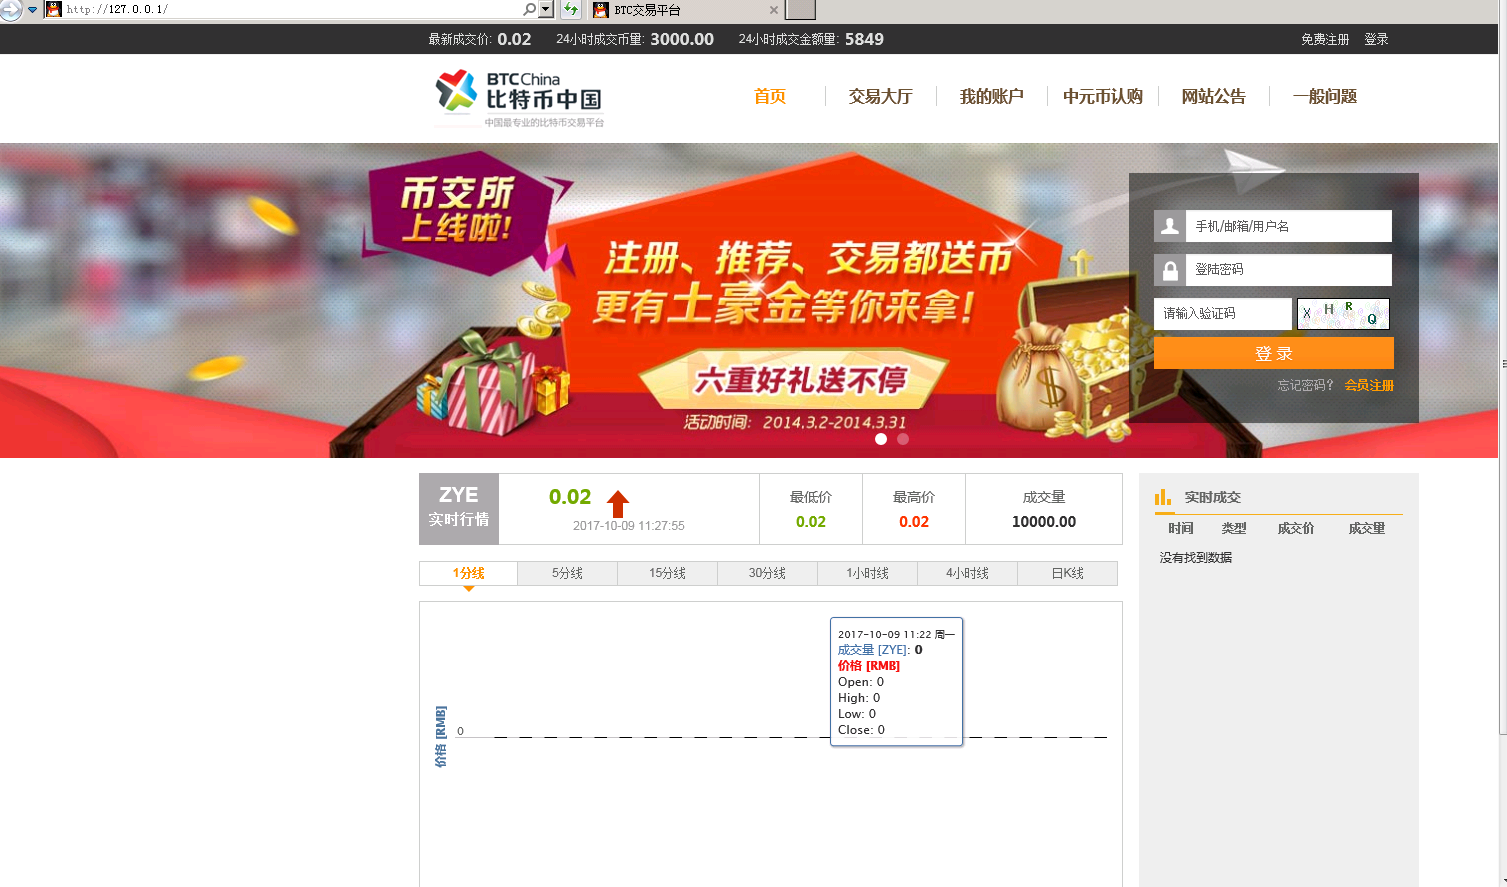 http://127.0.0.1/
BTC交易平台
最新成交价: 0.02 24小时成交币量: 3000.00 24小时成交金额量: 5849
免费注册 登录
BTCChina
比特币中国
中国最专业的比特币交易平台
首页 交易大厅 我的账户 中元币认购 网站公告 一般问题
币交所
上线啦!
注册、推荐、交易都送币
更有土豪金等你来拿!
六重好礼送不停
活动时间: 2014.3.2-2014.3.31
手机/邮箱/用户名
登陆密码
请输入验证码 X H R Q
登 录
忘记密码? 会员注册
ZYE
实时行情
0.02
2017-10-09 11:27:55
最低价
0.02
最高价
0.02
成交量
10000.00
1分线 5分线 15分线 30分线 1小时线 4小时线 日K线
实时成交
时间 类型 成交价 成交量
没有找到数据
2017-10-09 11:22 周一
成交量 [ZYE]: 0
价格 [RMB]
Open: 0
High: 0
Low: 0
Close: 0
价格 [RMB]
0